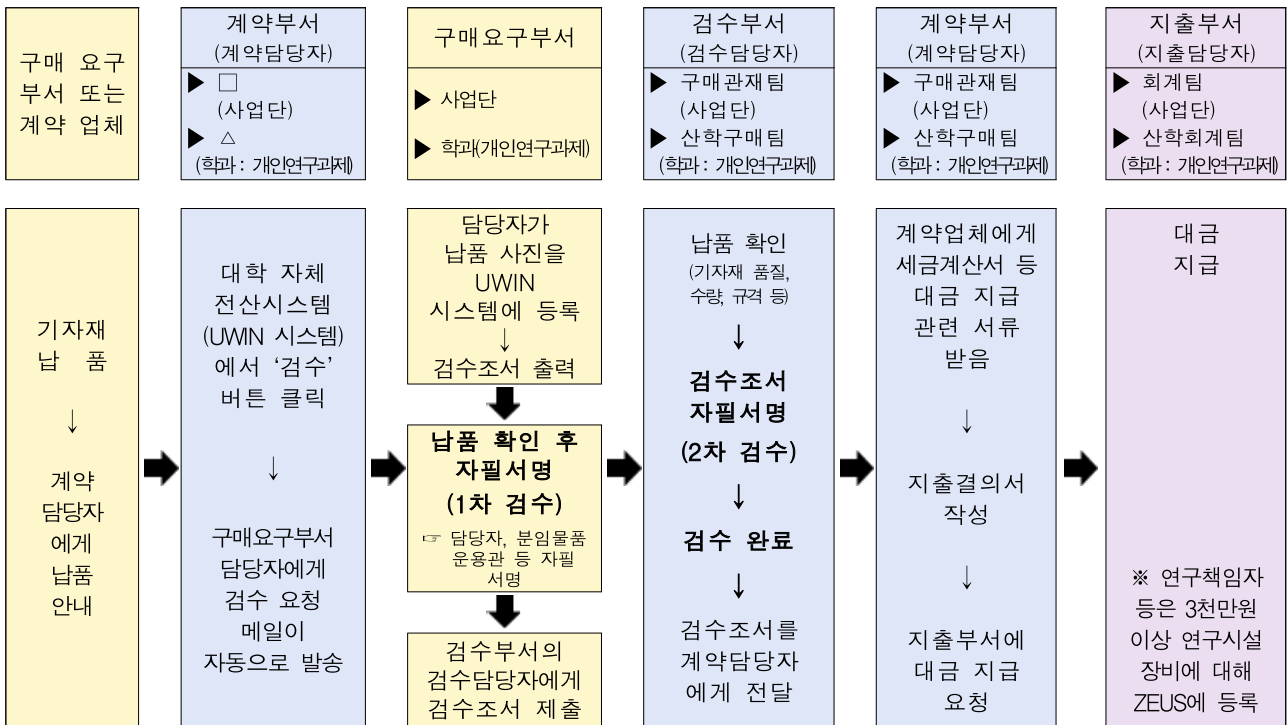 구매 요구
부서 또는
계약 업체
계약부서
(계약담당자)
▶ □
(사업단)
▶ △
(학과 : 개인연구과제)
구매요구부서
▶ 사업단
▶ 학과(개인연구과제)
검수부서
(검수담당자)
▶ 구매관재팀
(사업단)
▶ 산학구매팀
(학과 : 개인연구과제)
계약부서
(계약담당자)
▶ 구매관재팀
(사업단)
▶ 산학구매팀
(학과 : 개인연구과제)
지출부서
(지출담당자)
▶ 회계팀
(사업단)
▶ 산학회계팀
(학과 : 개인연구과제)
기자재
납 품
↓
계약
담당자
에게
납품
안내
대학 자체
전산시스템
(UWIN 시스템)
에서 ‘검수’
버튼 클릭
↓
구매요구부서
담당자에게
검수 요청
메일이
자동으로 발송
담당자가
납품 사진을
UWIN
시스템에 등록
↓
검수조서 출력
납품 확인 후
자필서명
(1차 검수)
☞ 담당자, 분임물품
운용관 등 자필
서명
검수부서의
검수담당자에게
검수조서 제출
납품 확인
(기자재 품질,
수량, 규격 등)
↓
검수조서
자필서명
(2차 검수)
↓
검수 완료
↓
검수조서를
계약담당자
에게 전달
계약업체에게
세금계산서 등
대금 지급
관련 서류
받음
↓
지출결의서
작성
↓
지출부서에
대금 지급
요청
대금
지급
※ 연구책임자
등은 3천만원
이상 연구시설
장비에 대해
ZEUS에 등록